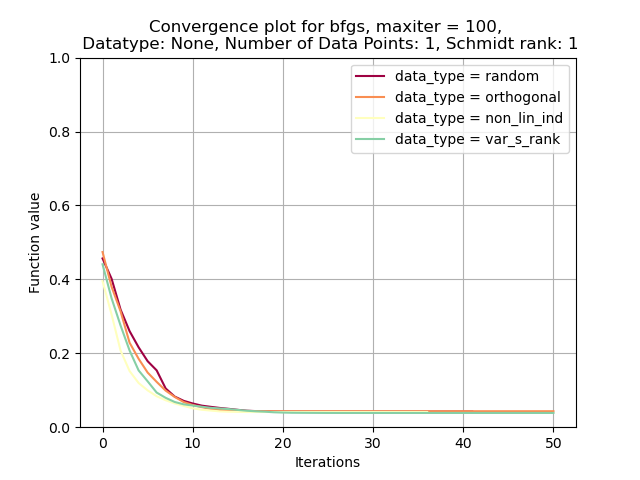 Convergence plot for bfgs, maxiter = 100,
Datatype: None, Number of Data Points: 1, Schmidt rank: 1
data_type = random
data_type = orthogonal
data_type = non_lin_ind
data_type = var_s_rank
Function value
1.0
0.8
0.6
0.4
0.2
0.0
0 10 20 30 40 50
Iterations